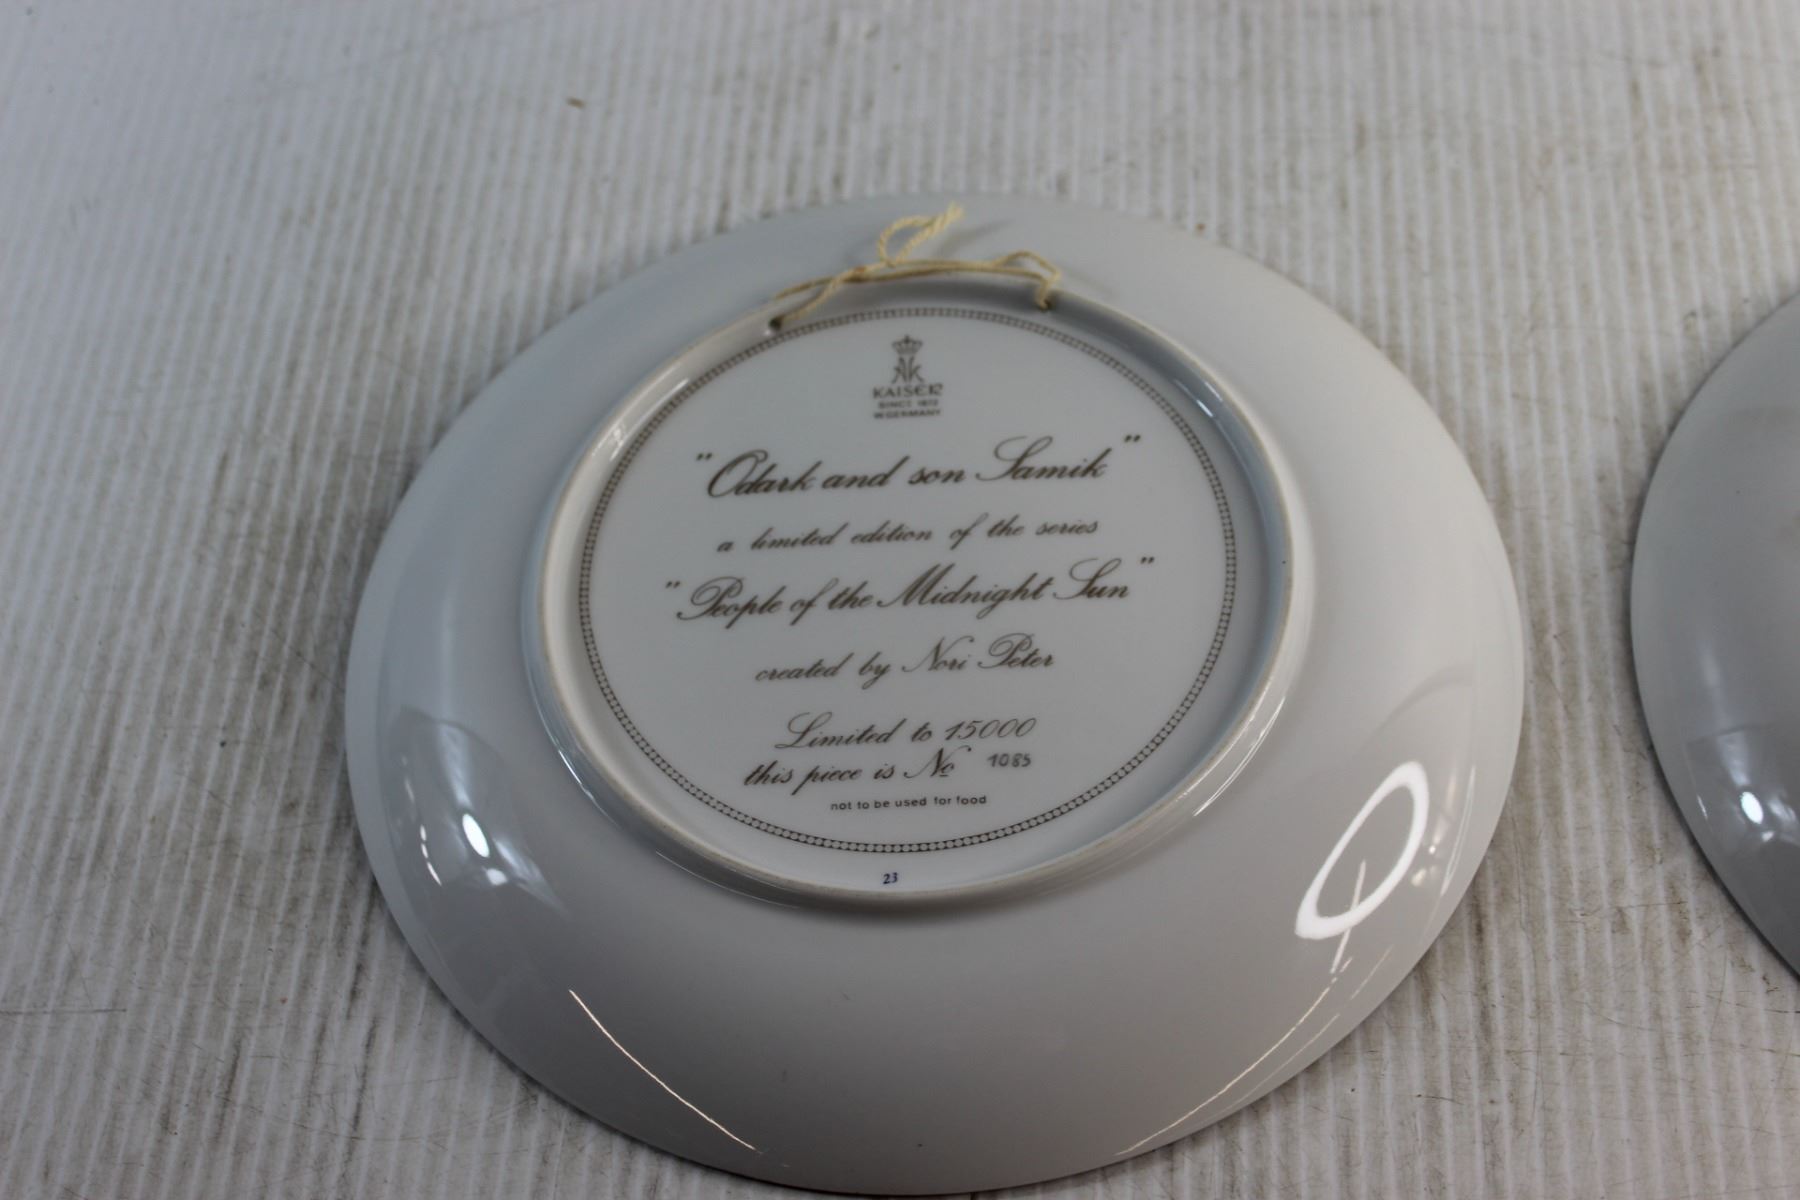 AK
KAISER
SINCE 1872
W.GERMANY
"Odark and son Samik"
a limited edition of the series
"People of the Midnight Sun"
created by Nori Peter
Limited to 15000
this piece is No 1085
not to be used for food
23